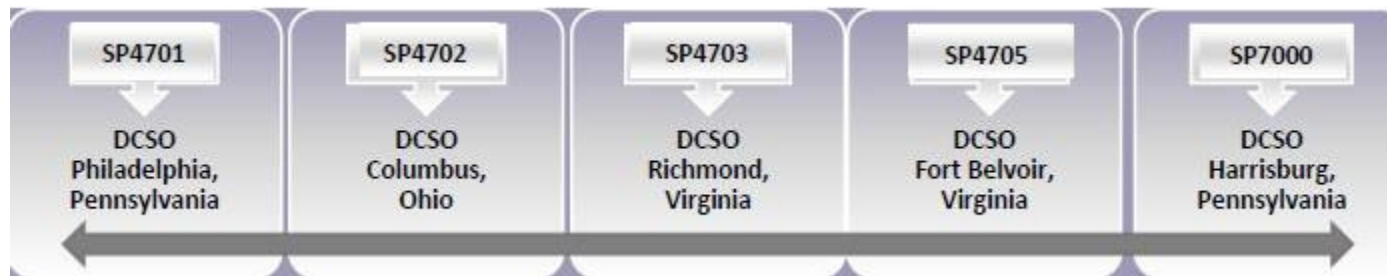 SP4701
DCSO
Philadelphia,
Pennsylvania
SP4702
DCSO
Columbus,
Ohio
SP4703
DCSO
Richmond,
Virginia
SP4705
DCSO
Fort Belvoir,
Virginia
SP7000
DCSO
Harrisburg,
Pennsylvania